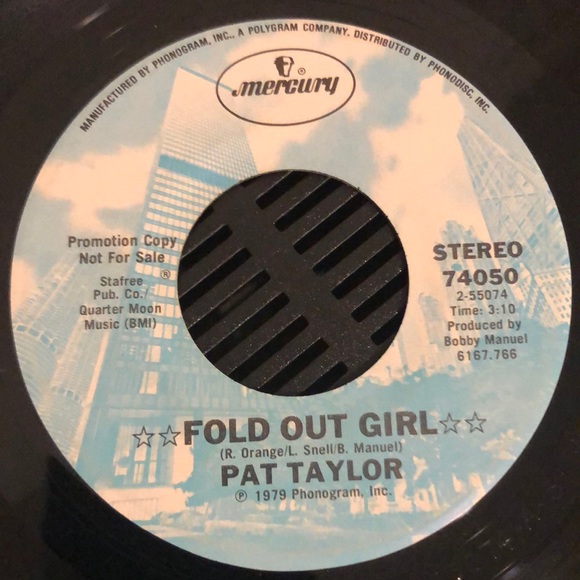 MANUFACTURED BY PHONOGRAM, INC., A POLYGRAM COMPANY. DISTRIBUTED BY PHONODISC, INC.
mercury ®
Promotion Copy
Not For Sale
®
Stafree
Pub. Co./
Quarter Moon
Music (BMI)
STEREO
74050
2-55074
Time: 3:10
Produced by
Bobby Manuel
6167.766
☆☆FOLD OUT GIRL☆☆
(R. Orange/L. Snell/B. Manuel)
PAT TAYLOR
℗ 1979 Phonogram, Inc.